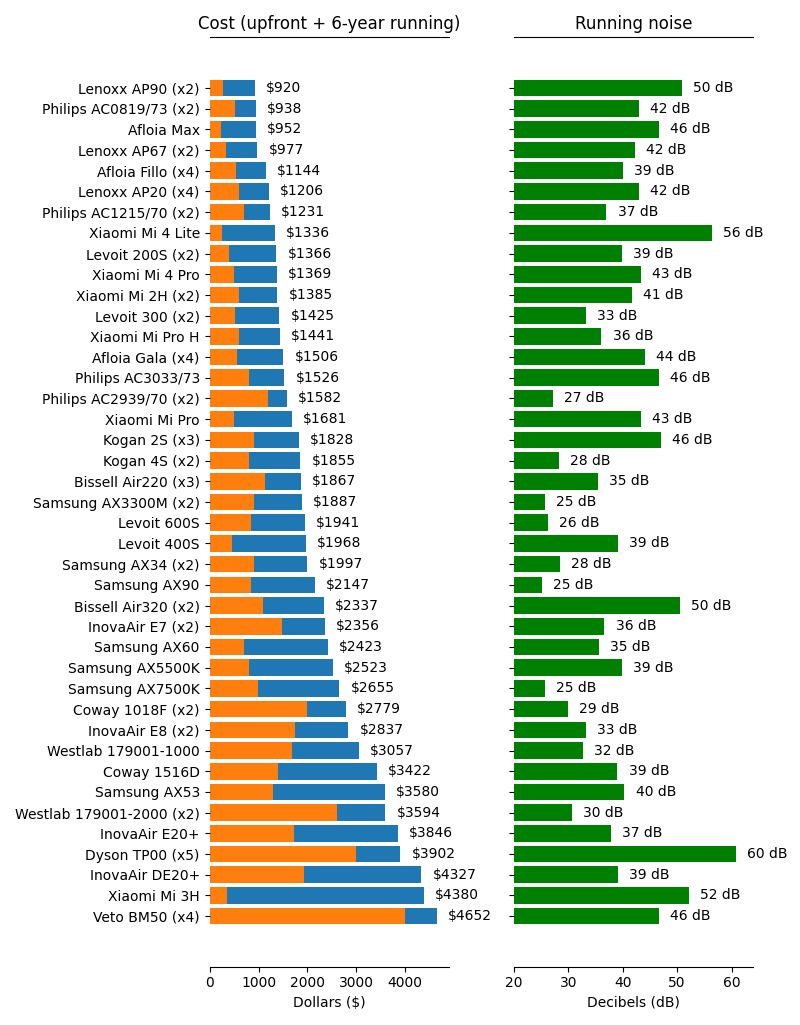 Cost (upfront + 6-year running) Running noise
Lenoxx AP90 (x2) $920 50 dB
Philips AC0819/73 (x2) $938 42 dB
Afloia Max $952 46 dB
Lenoxx AP67 (x2) $977 42 dB
Afloia Fillo (x4) $1144 39 dB
Lenoxx AP20 (x4) $1206 42 dB
Philips AC1215/70 (x2) $1231 37 dB
Xiaomi Mi 4 Lite $1336 56 dB
Levoit 200S (x2) $1366 39 dB
Xiaomi Mi 4 Pro $1369 43 dB
Xiaomi Mi 2H (x2) $1385 41 dB
Levoit 300 (x2) $1425 33 dB
Xiaomi Mi Pro H $1441 36 dB
Afloia Gala (x4) $1506 44 dB
Philips AC3033/73 $1526 46 dB
Philips AC2939/70 (x2) $1582 27 dB
Xiaomi Mi Pro $1681 43 dB
Kogan 2S (x3) $1828 46 dB
Kogan 4S (x2) $1855 28 dB
Bissell Air220 (x3) $1867 35 dB
Samsung AX3300M (x2) $1887 25 dB
Levoit 600S $1941 26 dB
Levoit 400S $1968 39 dB
Samsung AX34 (x2) $1997 28 dB
Samsung AX90 $2147 25 dB
Bissell Air320 (x2) $2337 50 dB
InovaAir E7 (x2) $2356 36 dB
Samsung AX60 $2423 35 dB
Samsung AX5500K $2523 39 dB
Samsung AX7500K $2655 25 dB
Coway 1018F (x2) $2779 29 dB
InovaAir E8 (x2) $2837 33 dB
Westlab 179001-1000 $3057 32 dB
Coway 1516D $3422 39 dB
Samsung AX53 $3580 40 dB
Westlab 179001-2000 (x2) $3594 30 dB
InovaAir E20+ $3846 37 dB
Dyson TP00 (x5) $3902 60 dB
InovaAir DE20+ $4327 39 dB
Xiaomi Mi 3H $4380 52 dB
Veto BM50 (x4) $4652 46 dB
0 1000 2000 3000 4000 20 30 40 50 60
Dollars ($) Decibels (dB)